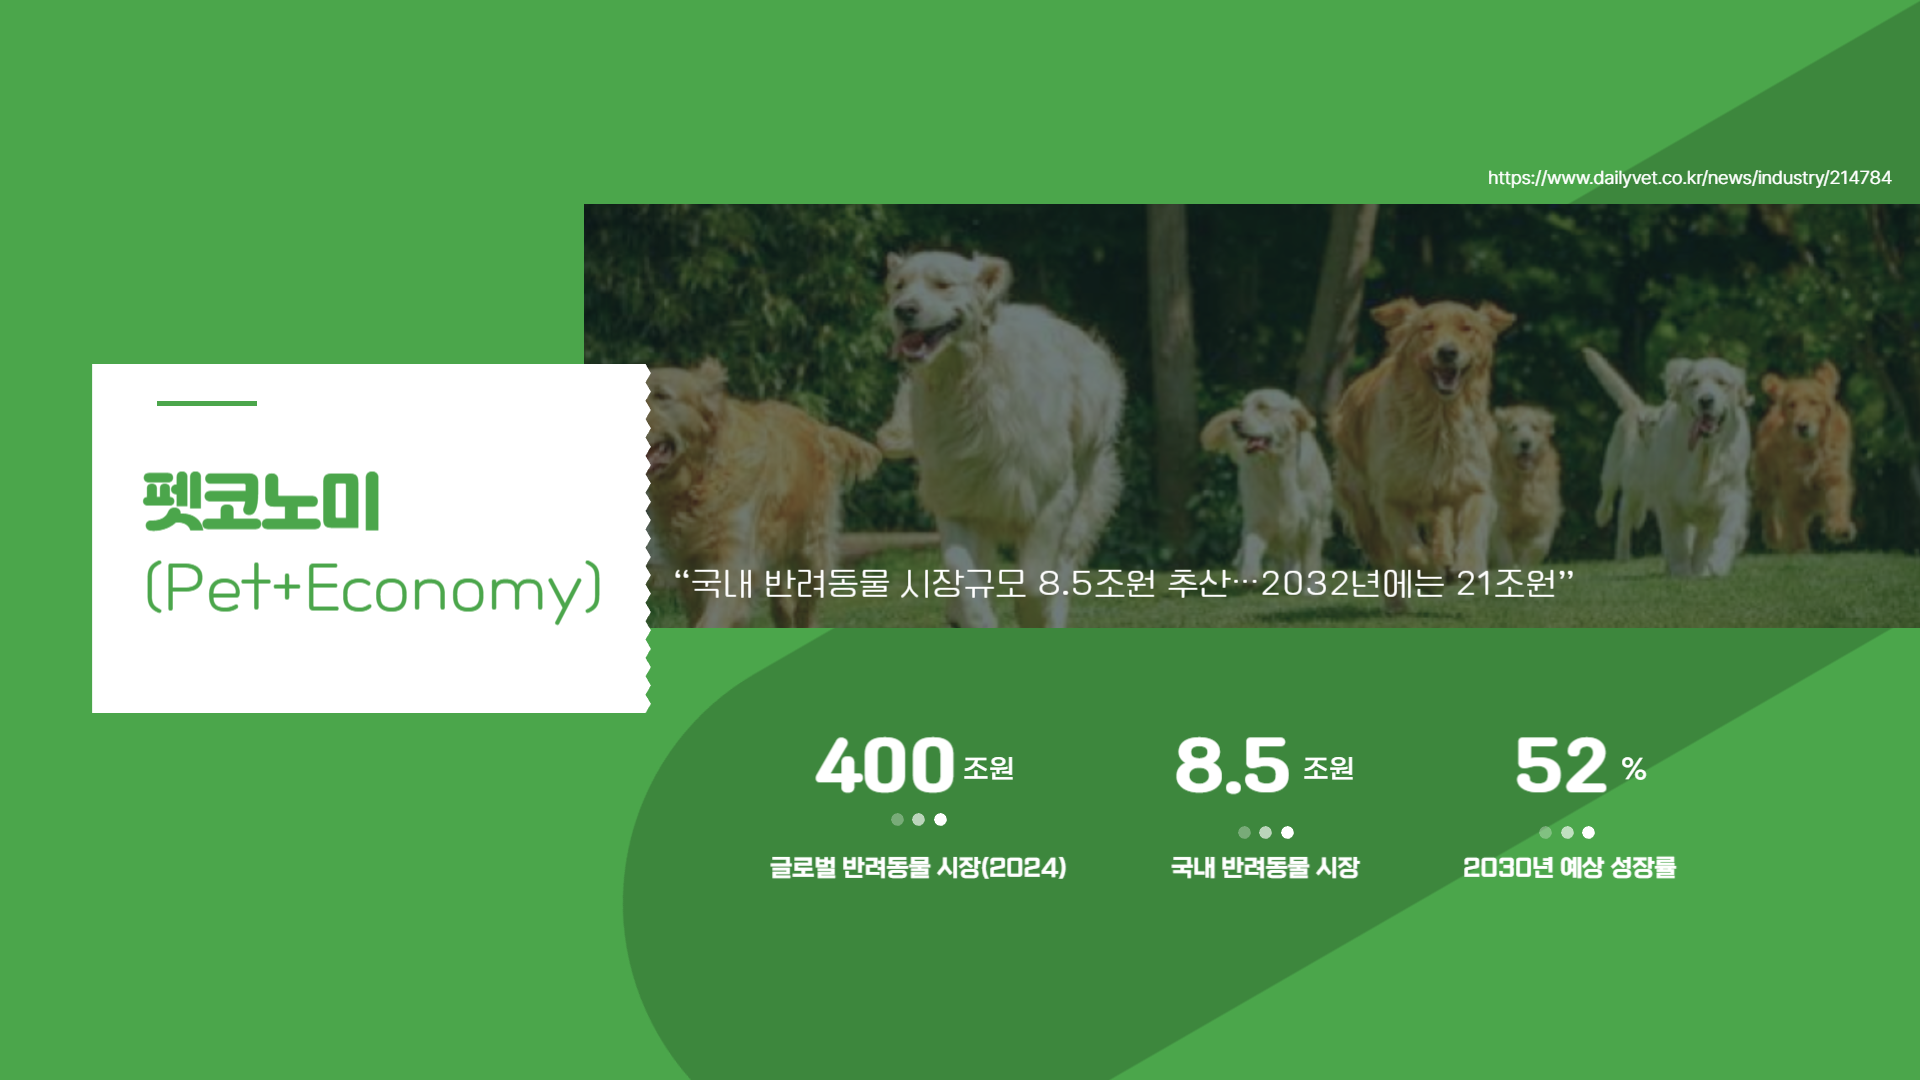 https://www.dailyvet.co.kr/news/industry/214784
펫코노미
(Pet+Economy)
“국내 반려동물 시장규모 8.5조원 추산…2032년에는 21조원”
400 조원
8.5 조원
52 %
글로벌 반려동물 시장(2024)
국내 반려동물 시장
2030년 예상 성장률